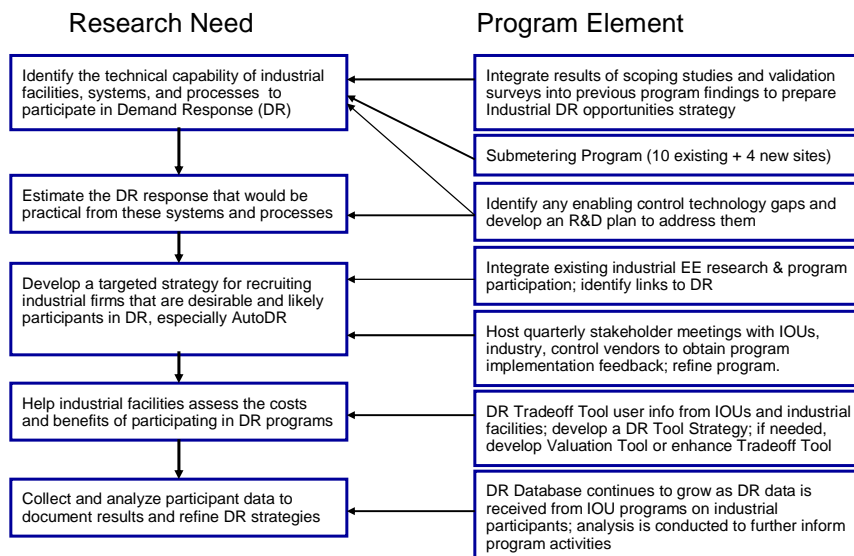 Research Need
Program Element
Identify the technical capability of industrial
facilities, systems, and processes to
participate in Demand Response (DR)
Estimate the DR response that would be
practical from these systems and processes
Develop a targeted strategy for recruiting
industrial firms that are desirable and likely
participants in DR, especially AutoDR
Help industrial facilities assess the costs
and benefits of participating in DR programs
Collect and analyze participant data to
document results and refine DR strategies
Integrate results of scoping studies and validation
surveys into previous program findings to prepare
Industrial DR opportunities strategy
Submetering Program (10 existing + 4 new sites)
Identify any enabling control technology gaps and
develop an R&D plan to address them
Integrate existing industrial EE research & program
participation; identify links to DR
Host quarterly stakeholder meetings with IOUs,
industry, control vendors to obtain program
implementation feedback; refine program.
DR Tradeoff Tool user info from IOUs and industrial
facilities; develop a DR Tool Strategy; if needed,
develop Valuation Tool or enhance Tradeoff Tool
DR Database continues to grow as DR data is
received from IOU programs on industrial
participants; analysis is conducted to further inform
program activities